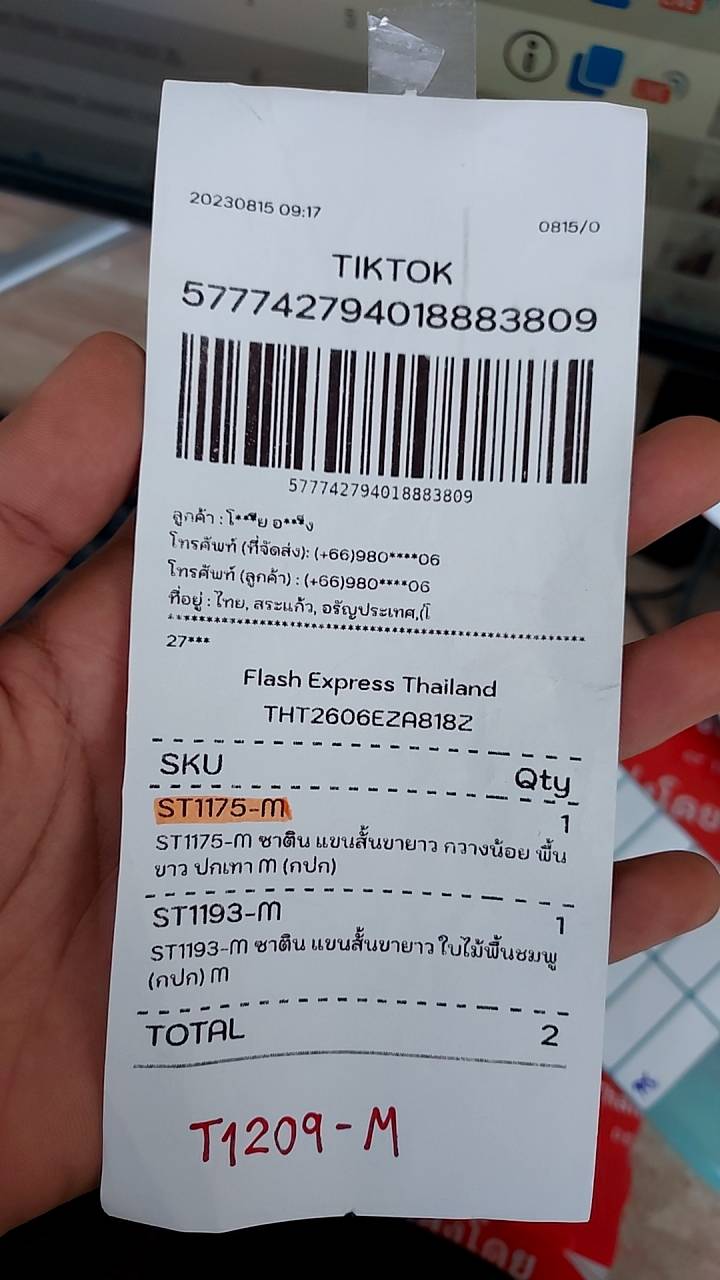 20230815 09:17
0815/0
TIKTOK
577742794018883809
577742794018883809
ลูกค้า : โ**ีย อ**ึ่ง
โทรศัพท์ (ที่จัดส่ง): (+66)980****06
โทรศัพท์ (ลูกค้า) : (+66)980****06
ที่อยู่ : ไทย, สระแก้ว, อรัญประเทศ,(โ
27***
Flash Express Thailand
THT2606EZA818Z
SKU Qty
ST1175-M 1
ST1175-M ซาติน แขนสั้นขายาว กวางน้อย พื้น
ขาว ปกเทา M (กปก)
ST1193-M 1
ST1193-M ซาติน แขนสั้นขายาว ใบไม้พื้นชมพู
(กปก) M
TOTAL 2
T1209-M